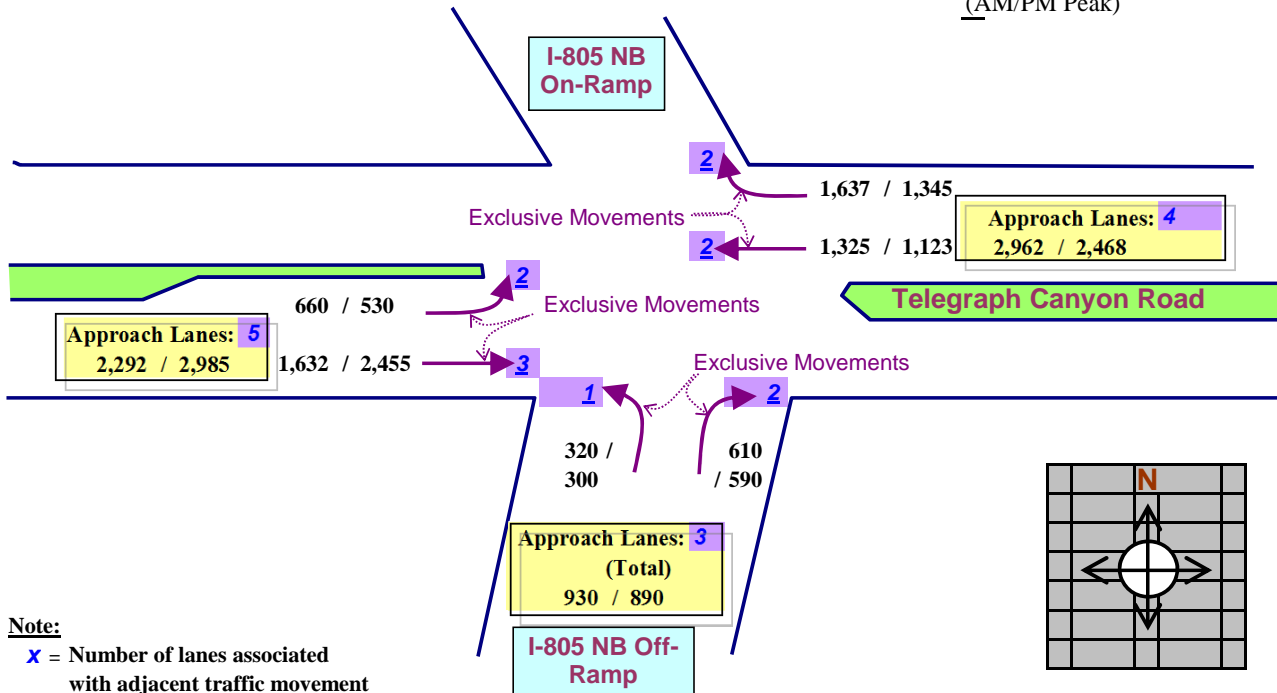 (AM/PM Peak)
I-805 NB
On-Ramp
2
1,637 / 1,345
Exclusive Movements
Approach Lanes: 4
2,962 / 2,468
2
1,325 / 1,123
2
660 / 530
Exclusive Movements
Telegraph Canyon Road
Approach Lanes: 5
2,292 / 2,985
1,632 / 2,455
3
Exclusive Movements
1
2
320 /
300
610
/ 590
N
Approach Lanes: 3
(Total)
930 / 890
Note:
x = Number of lanes associated
with adjacent traffic movement
I-805 NB Off-
Ramp